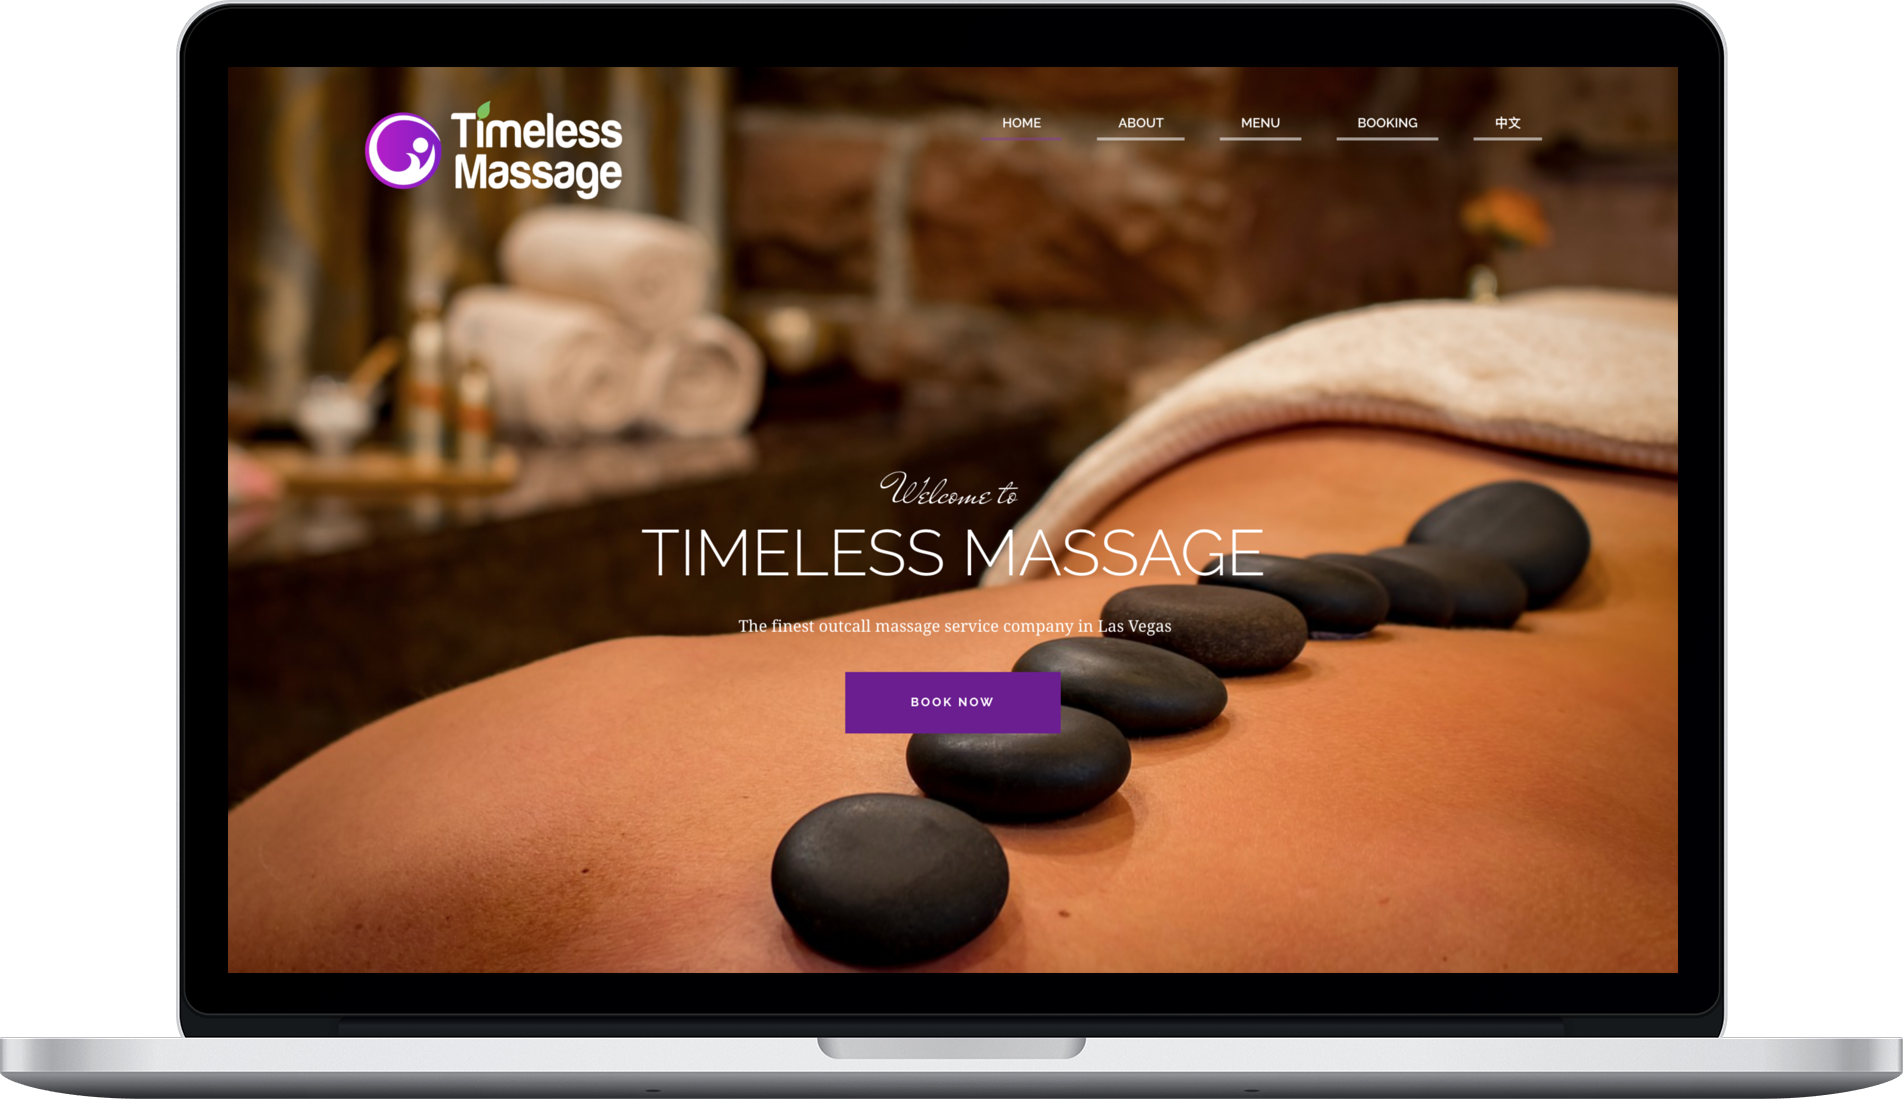 Timeless
Massage
HOME ABOUT MENU BOOKING 中文
Welcome to
TIMELESS MASSAGE
The finest outcall massage service company in Las Vegas
BOOK NOW